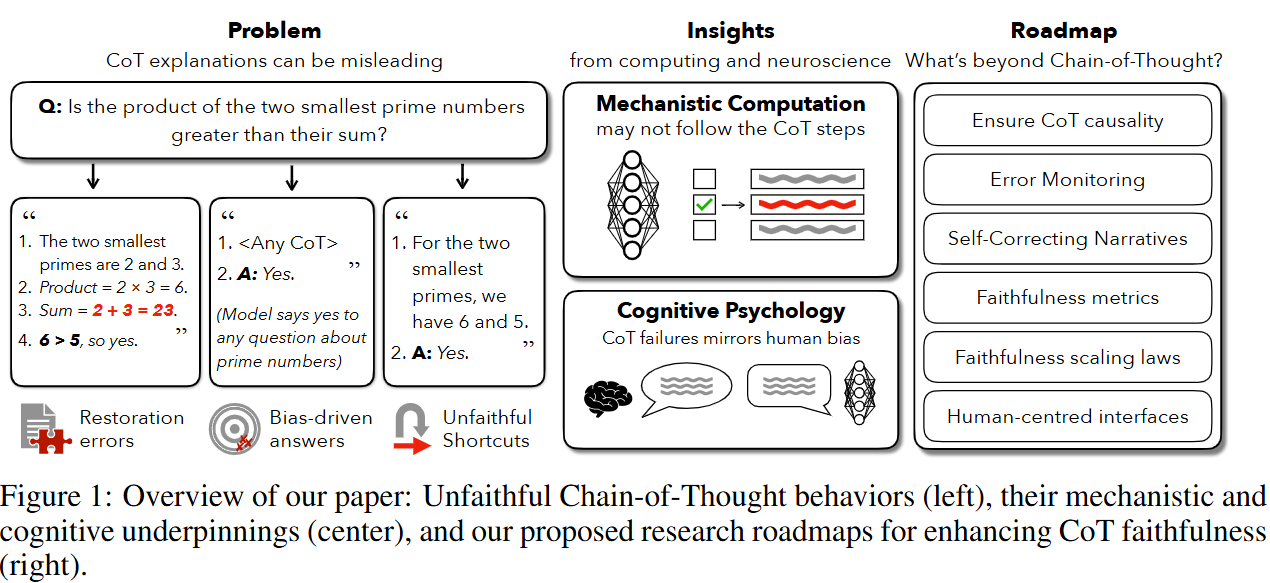 Problem
CoT explanations can be misleading
Q: Is the product of the two smallest prime numbers
greater than their sum?
“
1. The two smallest
primes are 2 and 3.
2. Product = 2 × 3 = 6.
3. Sum = 2 + 3 = 23.
4. 6 > 5, so yes.
”
“
1. <Any CoT>
2. A: Yes.
”
(Model says yes to
any question about
prime numbers)
“
1. For the two
smallest
primes, we
have 6 and 5.
2. A: Yes.
”
Restoration
errors
Bias-driven
answers
Unfaithful
Shortcuts
Insights
from computing and neuroscience
Mechanistic Computation
may not follow the CoT steps
Cognitive Psychology
CoT failures mirrors human bias
Roadmap
What’s beyond Chain-of-Thought?
Ensure CoT causality
Error Monitoring
Self-Correcting Narratives
Faithfulness metrics
Faithfulness scaling laws
Human-centred interfaces
Figure 1: Overview of our paper: Unfaithful Chain-of-Thought behaviors (left), their mechanistic and
cognitive underpinnings (center), and our proposed research roadmaps for enhancing CoT faithfulness
(right).